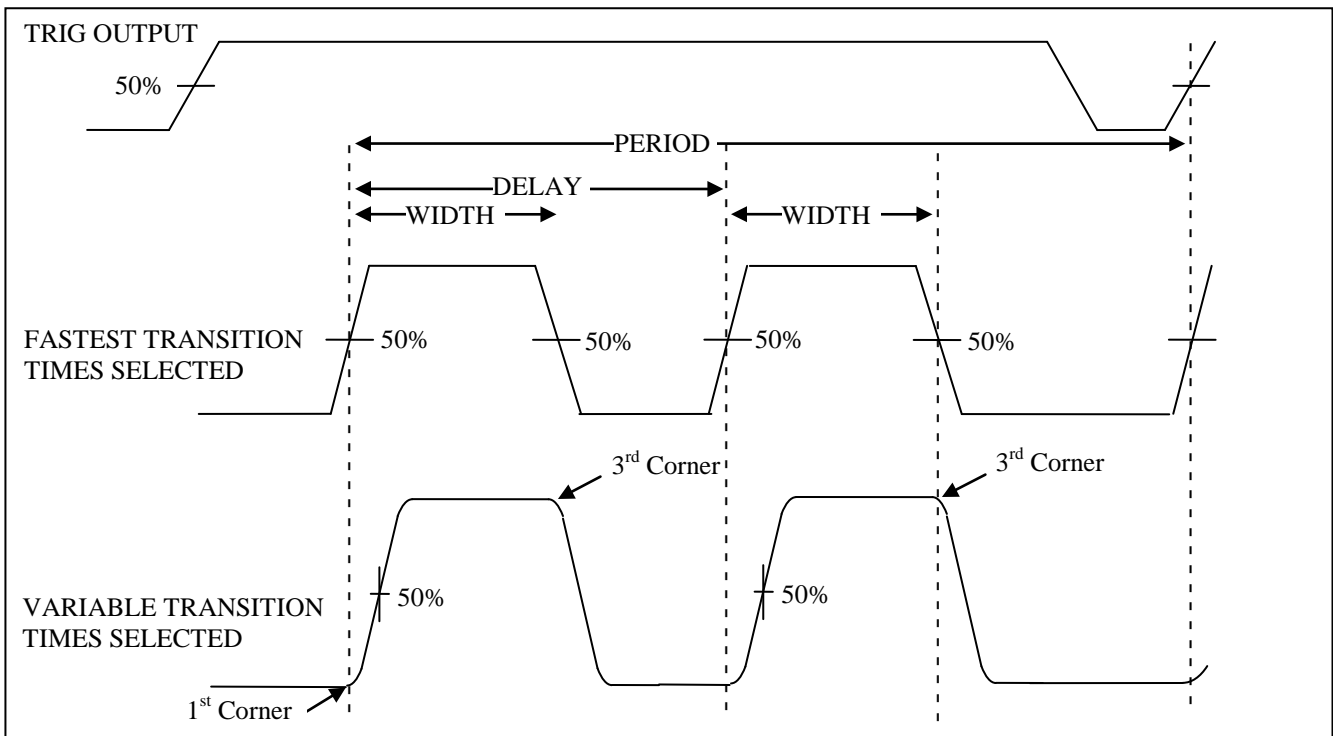 TRIG OUTPUT
50%
PERIOD
DELAY
WIDTH
WIDTH
FASTEST TRANSITION
TIMES SELECTED
50%
50%
50%
50%
3rd Corner
3rd Corner
VARIABLE TRANSITION
TIMES SELECTED
50%
50%
1st Corner